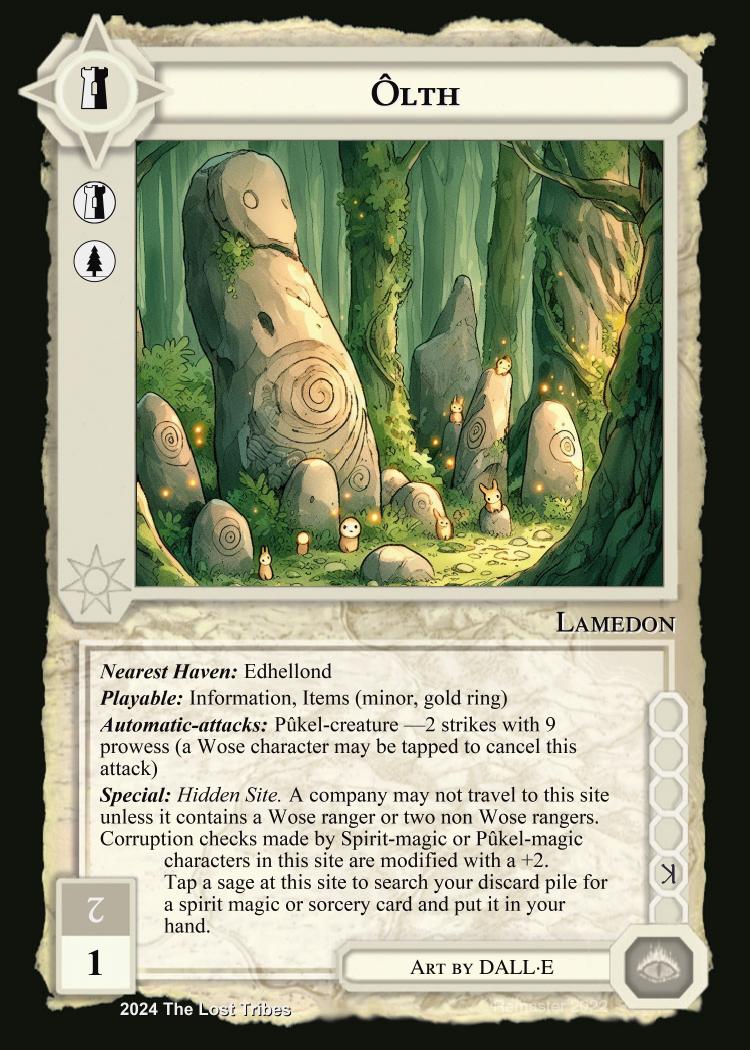 Ôlth
Lamedon
Nearest Haven: Edhellond
Playable: Information, Items (minor, gold ring)
Automatic-attacks: Pûkel-creature —2 strikes with 9
prowess (a Wose character may be tapped to cancel this
attack)
Special: Hidden Site. A company may not travel to this site
unless it contains a Wose ranger or two non Wose rangers.
Corruption checks made by Spirit-magic or Pûkel-magic
characters in this site are modified with a +2.
Tap a sage at this site to search your discard pile for
a spirit magic or sorcery card and put it in your
hand.
K
2
1
Art by DALL·E
2024 The Lost Tribes
Remaster 2022